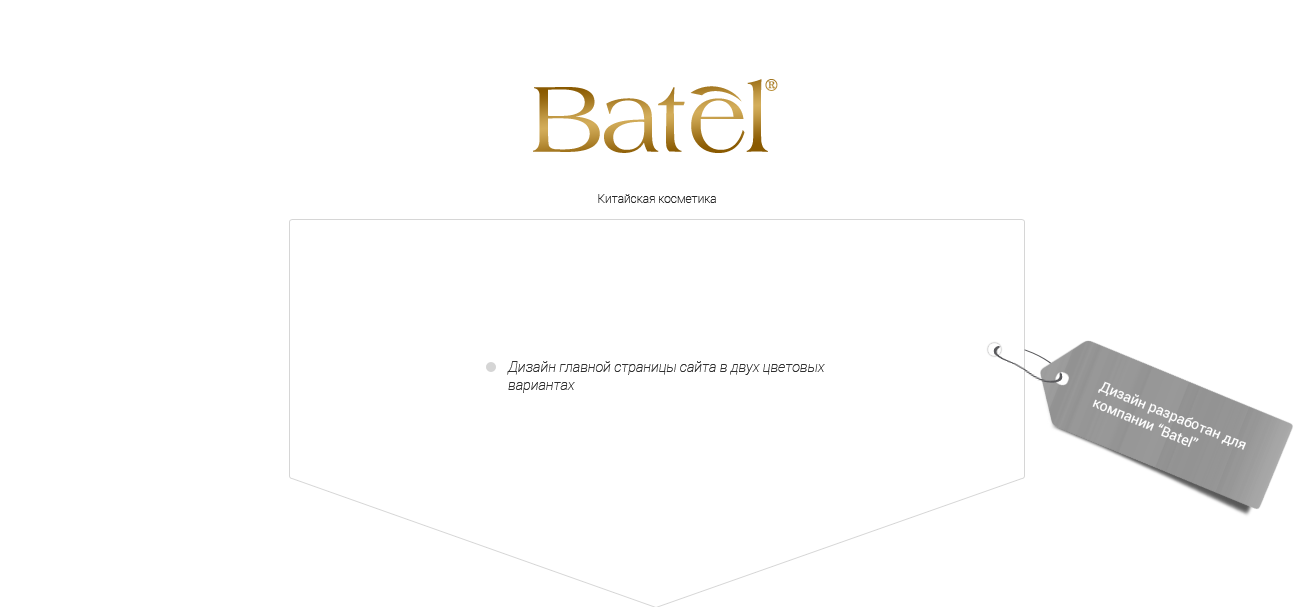 Batel®
Китайская косметика
Дизайн главной страницы сайта в двух цветовых
вариантах
Дизайн разработан для
компании “Batel”